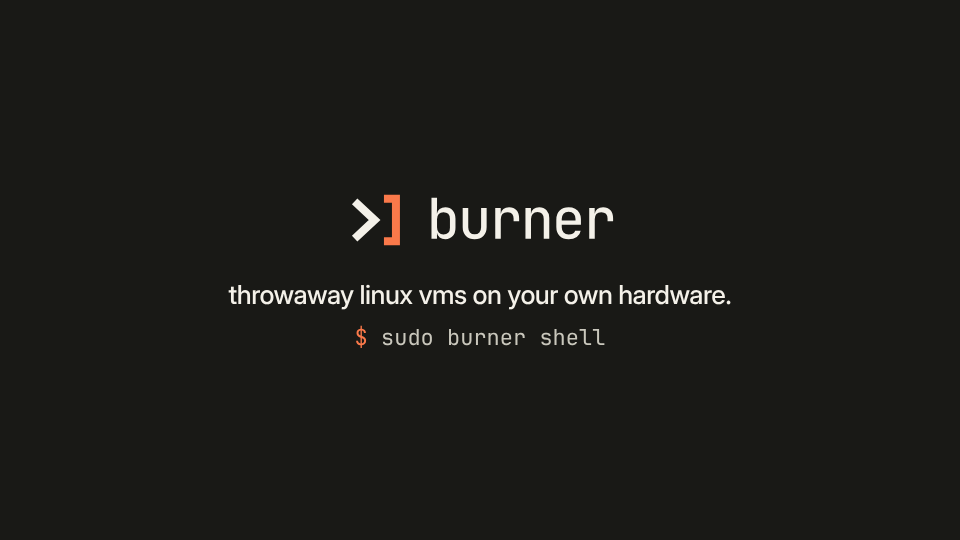 >] burner
throwaway linux vms on your own hardware.
$ sudo burner shell